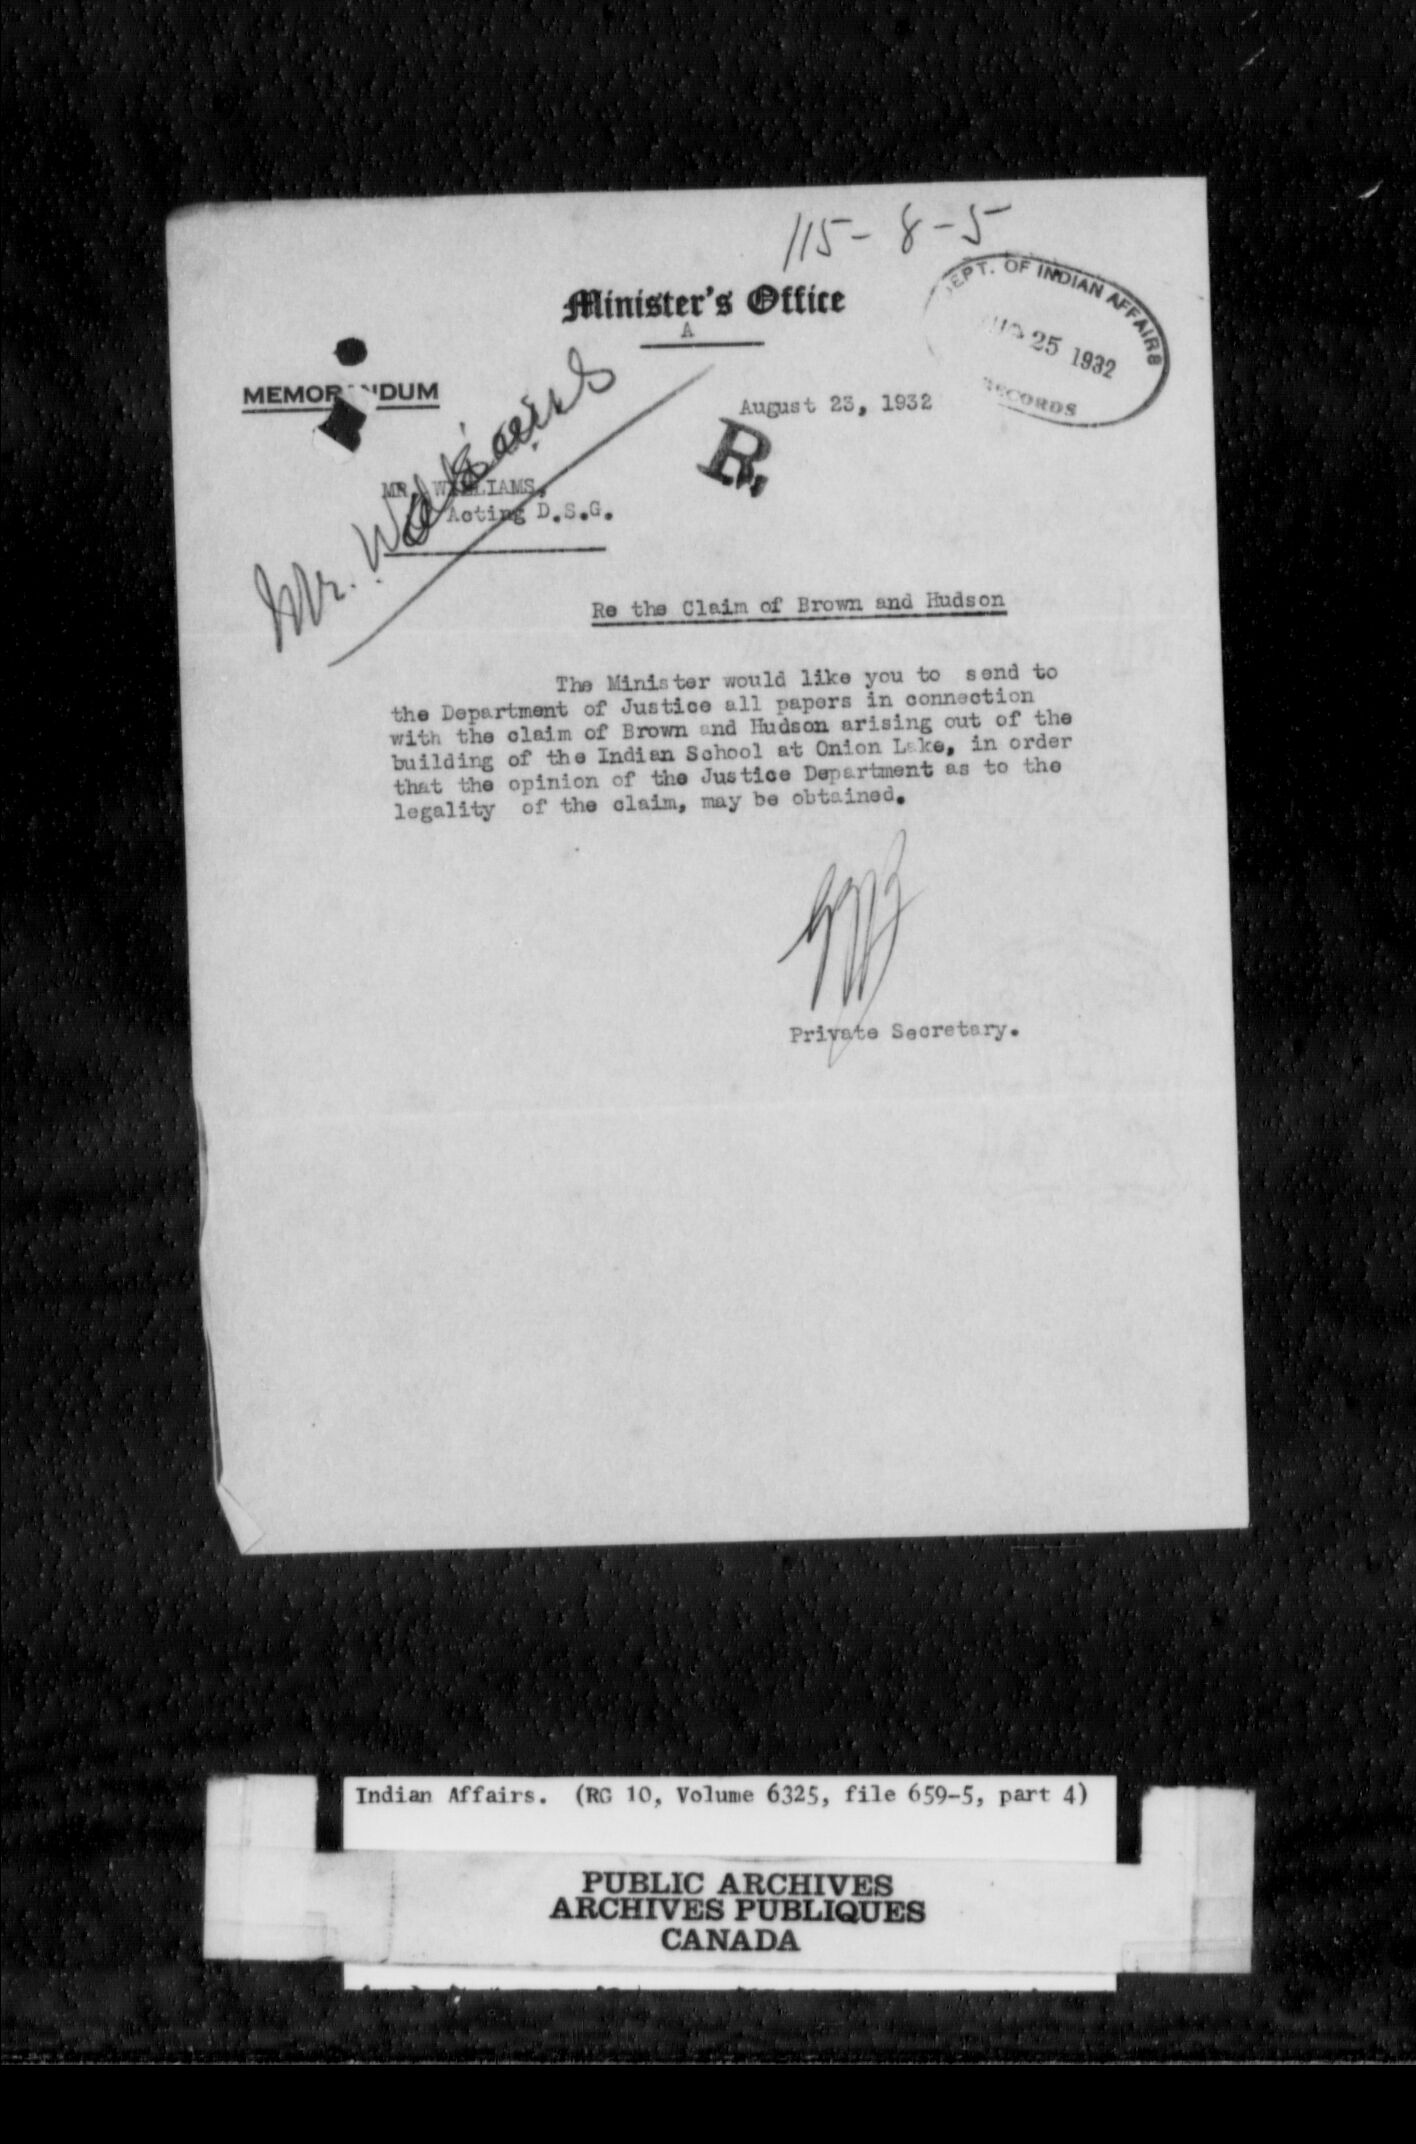 115-8-5
Minister's Office
A
DEPT. OF INDIAN AFFAIRS
AUG 25 1932
RECORDS
MEMORANDUM
August 23, 1932
R.
MR. WILLIAMS,
Acting D.S.G.
Mr.
Re the Claim of Brown and Hudson
The Minister would like you to send to
the Department of Justice all papers in connection
with the claim of Brown and Hudson arising out of the
building of the Indian School at Onion Lake, in order
that the opinion of the Justice Department as to the
legality of the claim, may be obtained.
Private Secretary.
Indian Affairs. (RG 10, Volume 6325, file 659-5, part 4)
PUBLIC ARCHIVES
ARCHIVES PUBLIQUES
CANADA